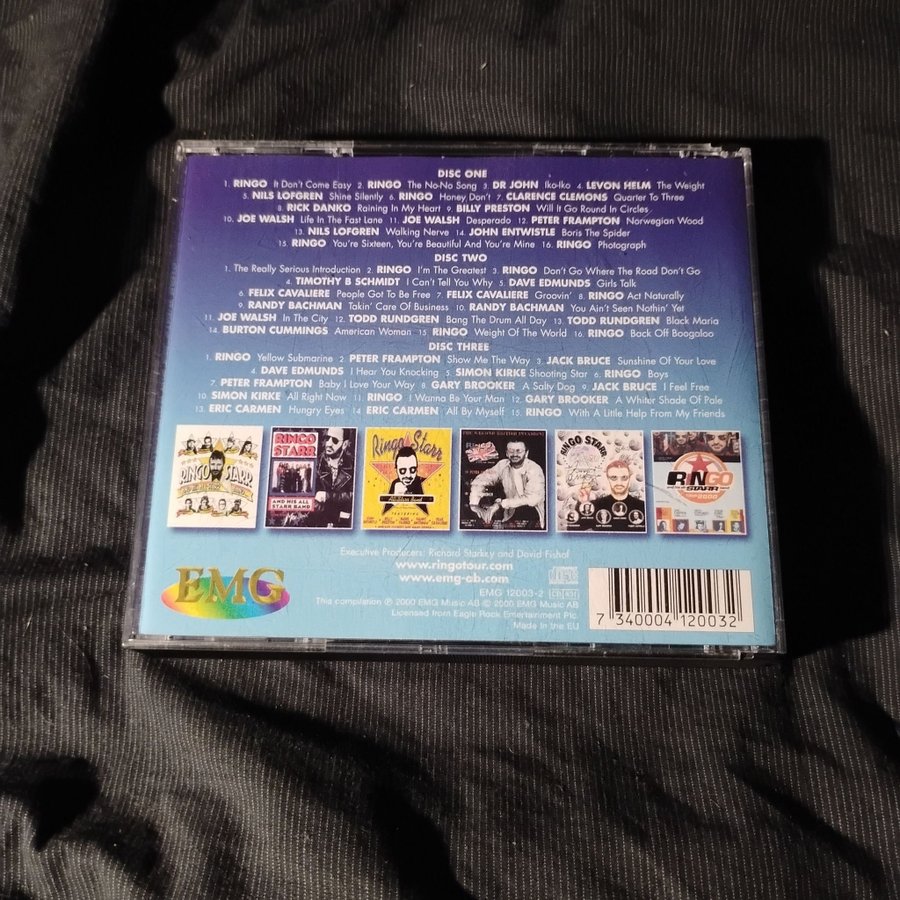 DISC ONE
1. RINGO It Don't Come Easy 2. RINGO The No-No Song 3. DR JOHN Iko-Iko 4. LEVON HELM The Weight
5. NILS LOFGREN Shine Silently 6. RINGO Honey Don't 7. CLARENCE CLEMONS Quarter To Three
8. RICK DANKO Raining In My Heart 9. BILLY PRESTON Will It Go Round In Circles
10. JOE WALSH Life In The Fast Lane 11. JOE WALSH Desperado 12. PETER FRAMPTON Norwegian Wood
13. NILS LOFGREN Walking Nerve 14. JOHN ENTWISTLE Boris The Spider
15. RINGO You're Sixteen, You're Beautiful And You're Mine 16. RINGO Photograph
DISC TWO
1. The Really Serious Introduction 2. RINGO I'm The Greatest 3. RINGO Don't Go Where The Road Don't Go
4. TIMOTHY B SCHMIDT I Can't Tell You Why 5. DAVE EDMUNDS Girls Talk
6. FELIX CAVALIERE People Got To Be Free 7. FELIX CAVALIERE Groovin' 8. RINGO Act Naturally
9. RANDY BACHMAN Takin' Care Of Business 10. RANDY BACHMAN You Ain't Seen Nothin' Yet
11. JOE WALSH In The City 12. TODD RUNDGREN Bang The Drum All Day 13. TODD RUNDGREN Black Maria
14. BURTON CUMMINGS American Woman 15. RINGO Weight Of The World 16. RINGO Back Off Boogaloo
DISC THREE
1. RINGO Yellow Submarine 2. PETER FRAMPTON Show Me The Way 3. JACK BRUCE Sunshine Of Your Love
4. DAVE EDMUNDS I Hear You Knocking 5. SIMON KIRKE Shooting Star 6. RINGO Boys
7. PETER FRAMPTON Baby I Love Your Way 8. GARY BROOKER A Salty Dog 9. JACK BRUCE I Feel Free
10. SIMON KIRKE All Right Now 11. RINGO I Wanna Be Your Man 12. GARY BROOKER A Whiter Shade Of Pale
13. ERIC CARMEN Hungry Eyes 14. ERIC CARMEN All By Myself 15. RINGO With A Little Help From My Friends
RINGO STARR
RINGO STARR
AND HIS ALL STARR BAND
Ringo Starr
RINGO STARR
RINGO
STARR
Executive Producers: Richard Starkey and David Fishof
www.ringotour.com
www.emg-ab.com
EMG
EMG 12003-2
This compilation ℗ 2000 EMG Music AB © 2000 EMG Music AB
Licensed from Eagle Rock Entertainment Plc.
Made in the EU
7 340004 120032